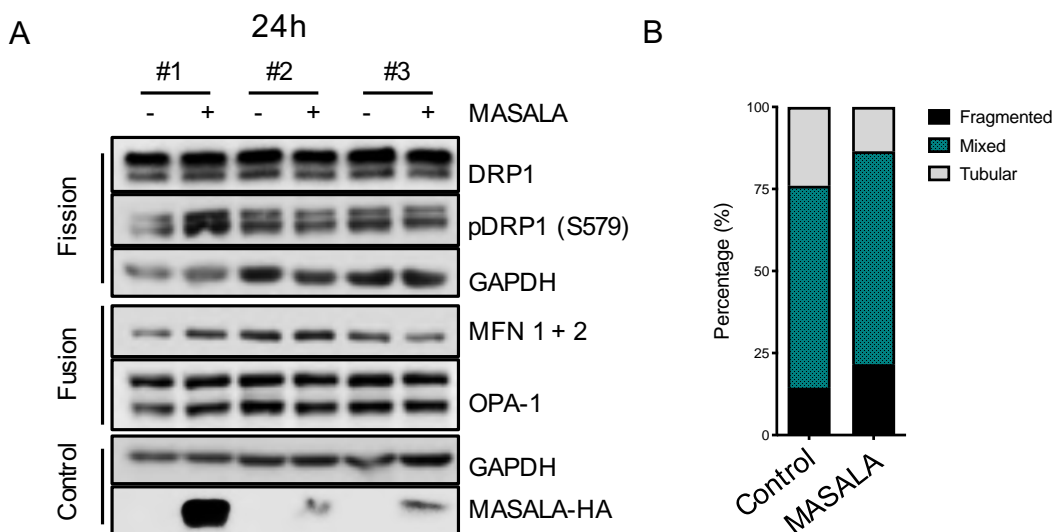 A
24h
#1 #2 #3
- + - + - + MASALA
Fission
DRP1
pDRP1 (S579)
GAPDH
Fusion
MFN 1 + 2
OPA-1
Control
GAPDH
MASALA-HA
B
Percentage (%)
100
75
50
25
0
Control
MASALA
Fragmented
Mixed
Tubular